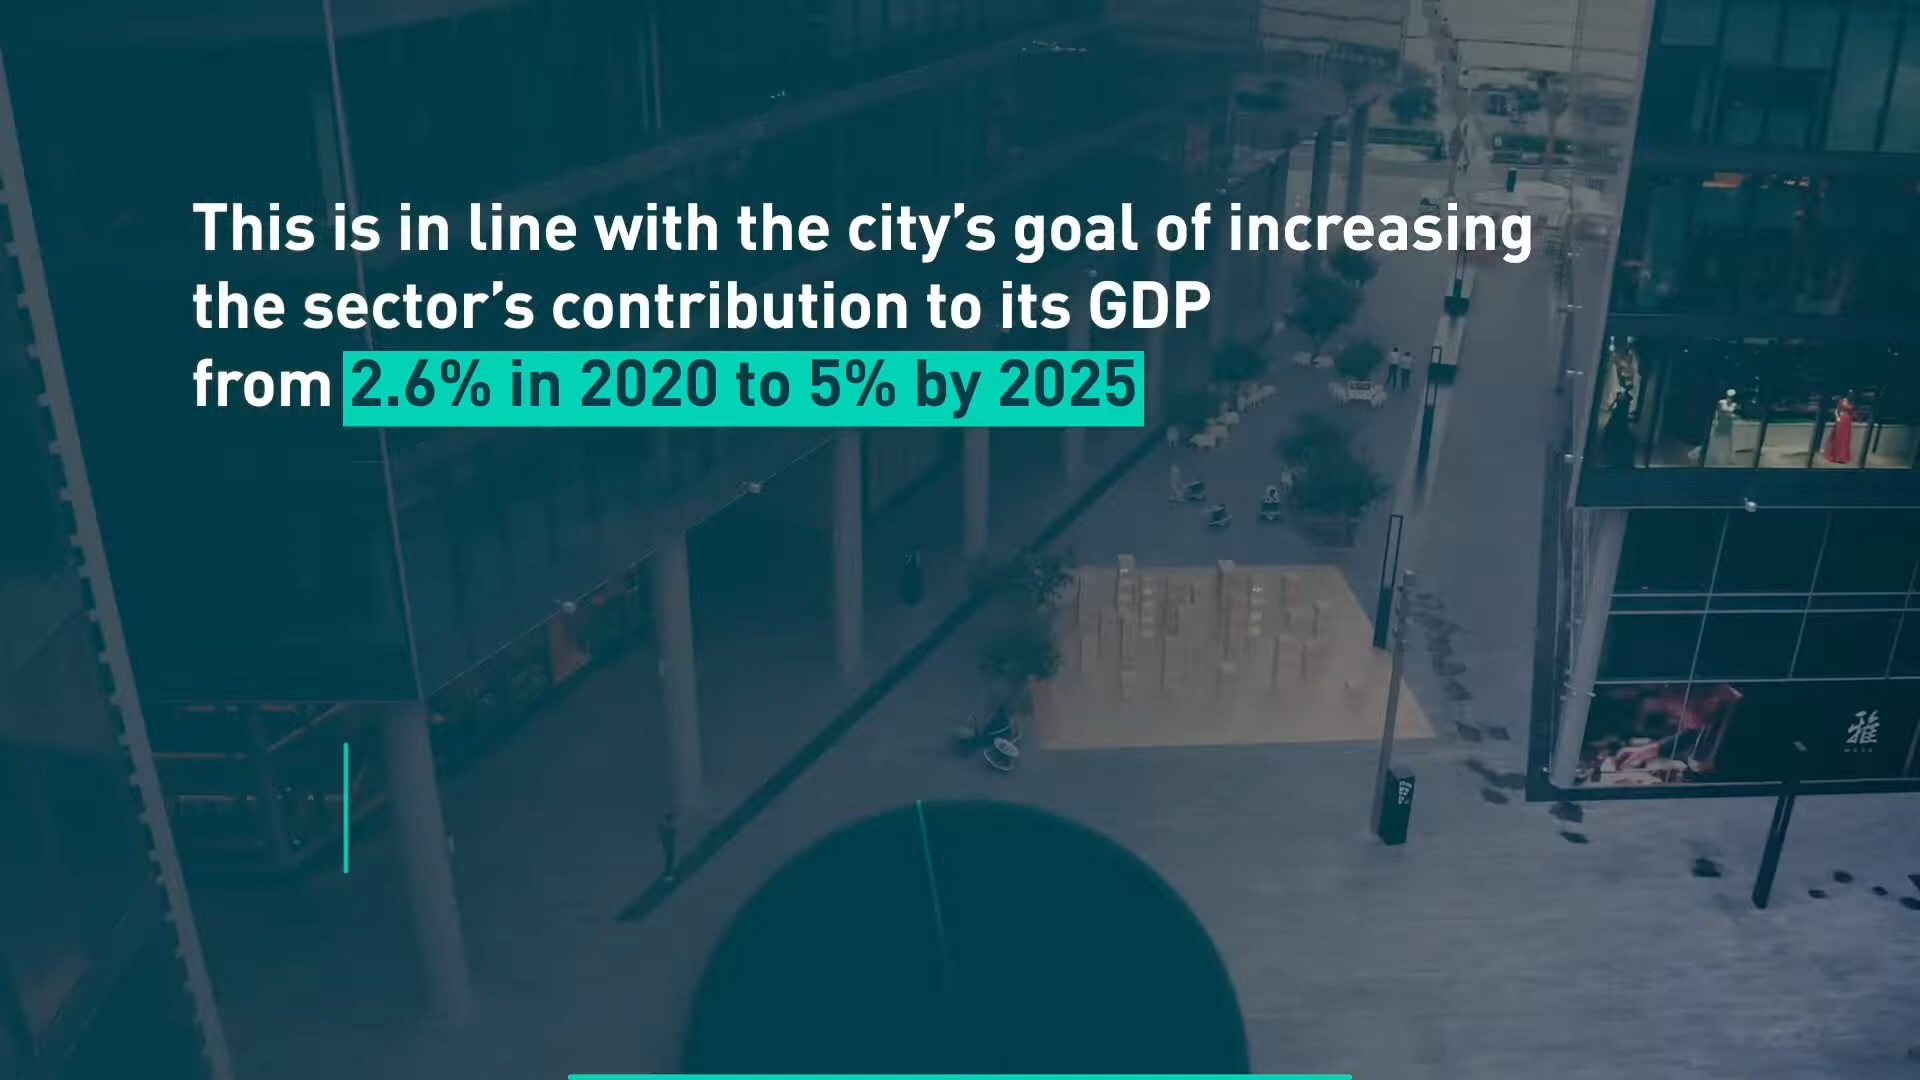 This is in line with the city’s goal of increasing
the sector’s contribution to its GDP
from 2.6% in 2020 to 5% by 2025
雅